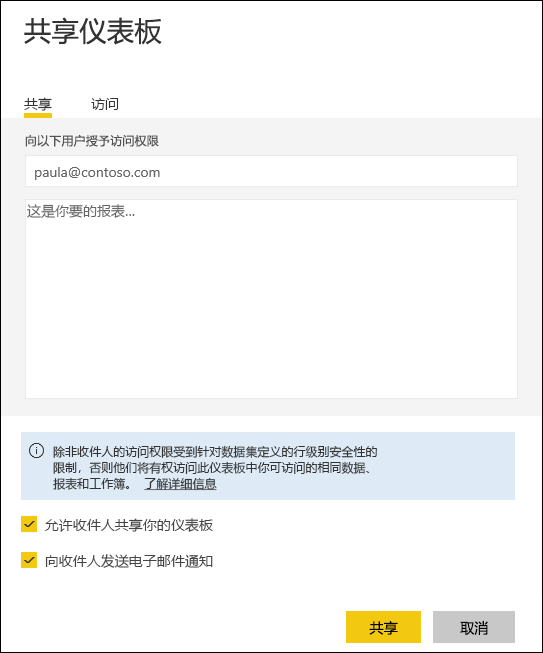 共享仪表板
共享 访问
向以下用户授予访问权限
paula@contoso.com
这是你要的报表...
除非收件人的访问权限受到针对数据集定义的行级别安全性的
限制，否则他们将有权访问此仪表板中你可访问的相同数据、
报表和工作簿。 了解详细信息
允许收件人共享你的仪表板
向收件人发送电子邮件通知
共享 取消